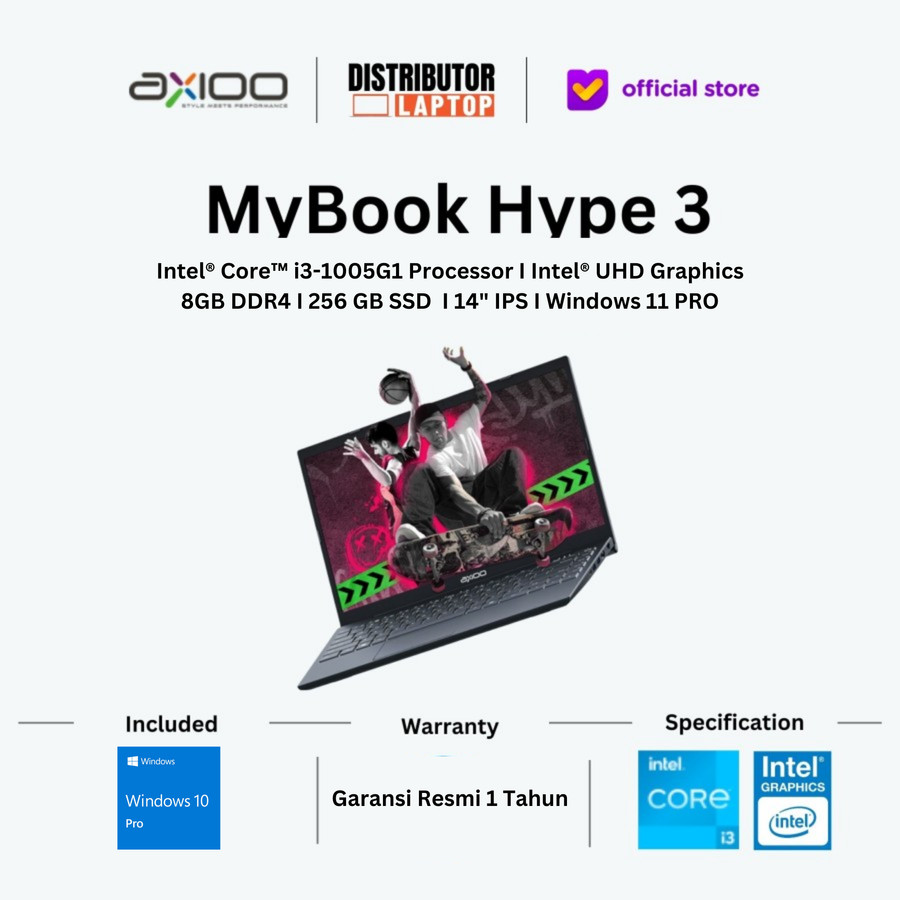 axioo
STYLE MEETS PERFORMANCE
DISTRIBUTOR
LAPTOP
official store
MyBook Hype 3
Intel® Core™ i3-1005G1 Processor I Intel® UHD Graphics
8GB DDR4 I 256 GB SSD I 14" IPS I Windows 11 PRO
axioo
Included
Warranty
Specification
Windows
Windows 10
Pro
Garansi Resmi 1 Tahun
intel.
CORE
i3
Intel®
GRAPHICS
intel